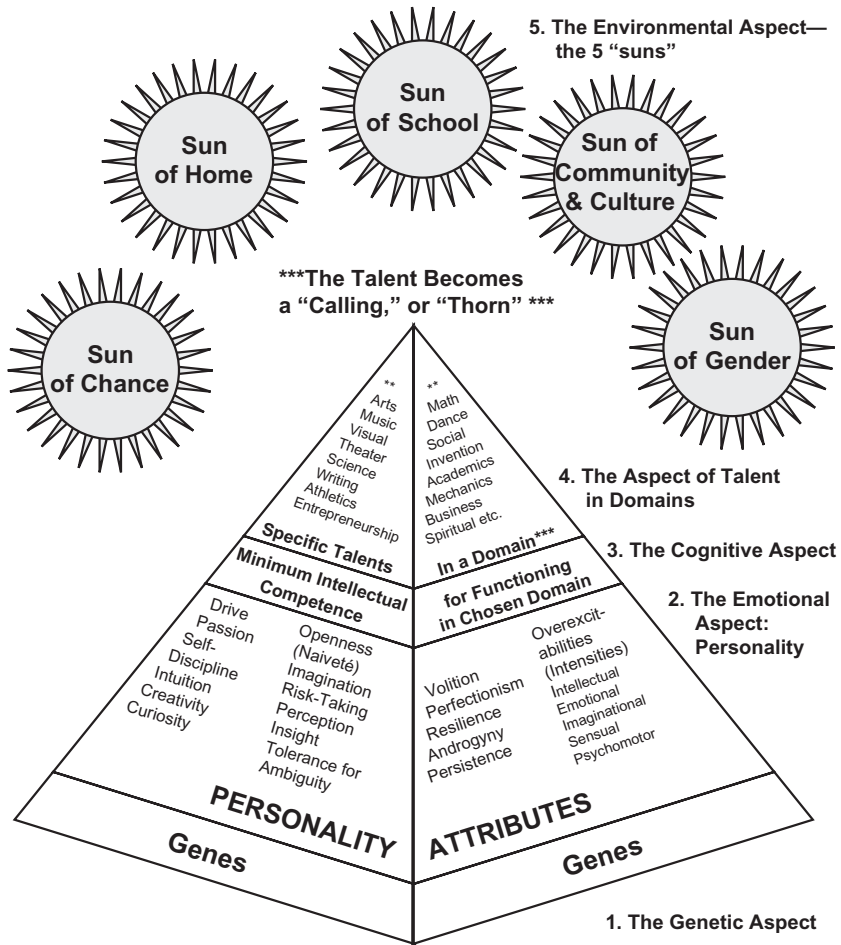 5. The Environmental Aspect—
the 5 “suns”
Sun
of School
Sun
of Home
Sun of
Community
& Culture
Sun
of Chance
Sun
of Gender
***The Talent Becomes
a “Calling,” or “Thorn” ***
**
Arts
Music
Visual
Theater
Science
Writing
Athletics
Entrepreneurship
Specific Talents
**
Math
Dance
Social
Invention
Academics
Mechanics
Business
Spiritual etc.
In a Domain***
4. The Aspect of Talent
in Domains
Minimum Intellectual
Competence
for Functioning
in Chosen Domain
3. The Cognitive Aspect
2. The Emotional
Aspect:
Personality
Drive
Passion
Self-
Discipline
Intuition
Creativity
Curiosity
Openness
(Naiveté)
Imagination
Risk-Taking
Perception
Insight
Tolerance for
Ambiguity
Volition
Perfectionism
Resilience
Androgyny
Persistence
Overexcit-
abilities
(Intensities)
Intellectual
Emotional
Imaginational
Sensual
Psychomotor
PERSONALITY
ATTRIBUTES
Genes
Genes
1. The Genetic Aspect